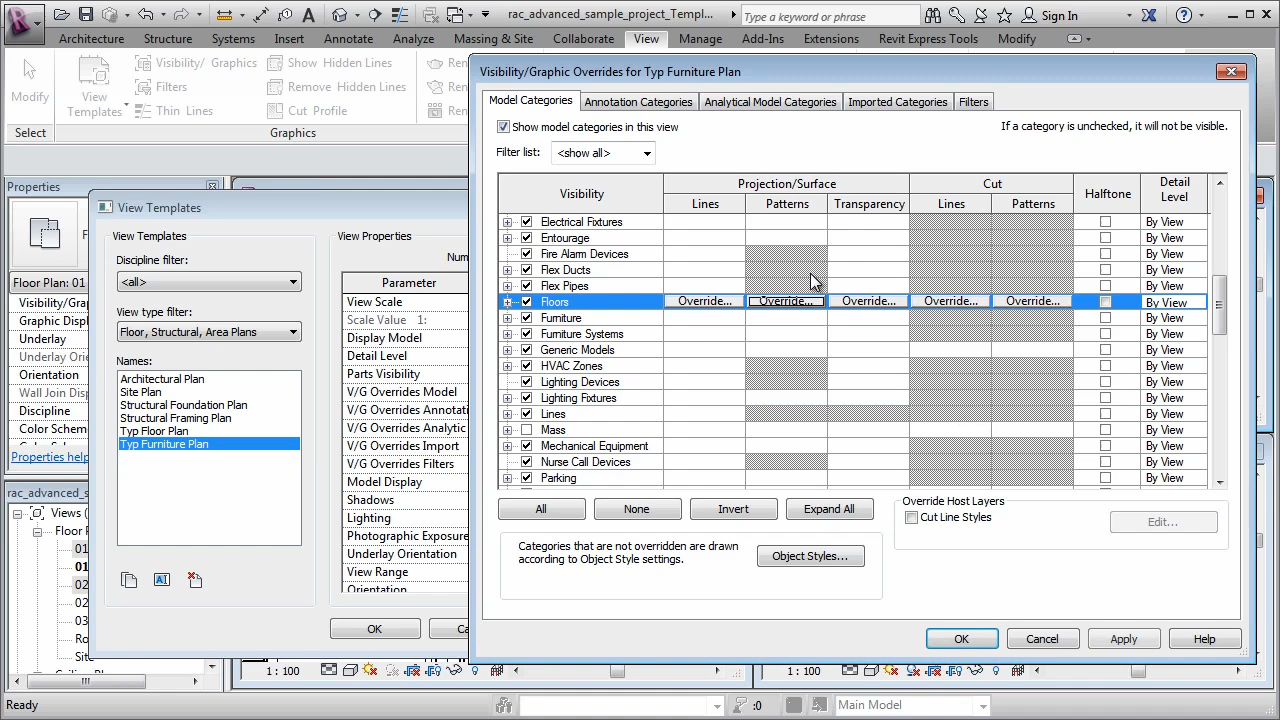 rac_advanced_sample_project_Templ...
Type a keyword or phrase
Sign In
Architecture
Structure
Systems
Insert
Annotate
Analyze
Massing & Site
Collaborate
View
Manage
Add-Ins
Extensions
Revit Express Tools
Modify
Modify
Select
View
Templates
Visibility/ Graphics
Filters
Thin Lines
Show Hidden Lines
Remove Hidden Lines
Cut Profile
Graphics
Properties
Floor Plan: 01
Visibility/Graph
Graphic Displ
Underlay
Underlay Orien
Orientation
Wall Join Displ
Discipline
Color Scheme
Properties help
rac_advanced_s
Views (
Floor P
01
01
02
02
03
Ro
Site
View Templates
View Templates
Discipline filter:
<all>
View type filter:
Floor, Structural, Area Plans
Names:
Architectural Plan
Site Plan
Structural Foundation Plan
Structural Framing Plan
Typ Floor Plan
Typ Furniture Plan
View Properties
Num
Parameter
View Scale
Scale Value 1:
Display Model
Detail Level
Parts Visibility
V/G Overrides Model
V/G Overrides Annotati
V/G Overrides Analytic
V/G Overrides Import
V/G Overrides Filters
Model Display
Shadows
Lighting
Photographic Exposure
Underlay Orientation
View Range
Orientation
OK
Ca
Visibility/Graphic Overrides for Typ Furniture Plan
Model Categories
Annotation Categories
Analytical Model Categories
Imported Categories
Filters
Show model categories in this view
If a category is unchecked, it will not be visible.
Filter list:
<show all>
Visibility
Projection/Surface
Cut
Halftone
Detail
Level
Lines
Patterns
Transparency
Lines
Patterns
Electrical Fixtures By View
Entourage By View
Fire Alarm Devices By View
Flex Ducts By View
Flex Pipes By View
Floors Override... Override... Override... Override... Override... By View
Furniture By View
Furniture Systems By View
Generic Models By View
HVAC Zones By View
Lighting Devices By View
Lighting Fixtures By View
Lines By View
Mass By View
Mechanical Equipment By View
Nurse Call Devices By View
Parking By View
All
None
Invert
Expand All
Override Host Layers
Cut Line Styles
Edit...
Categories that are not overridden are drawn
according to Object Style settings.
Object Styles...
OK
Cancel
Apply
Help
1 : 100
1 : 100
Ready
:0
Main Model